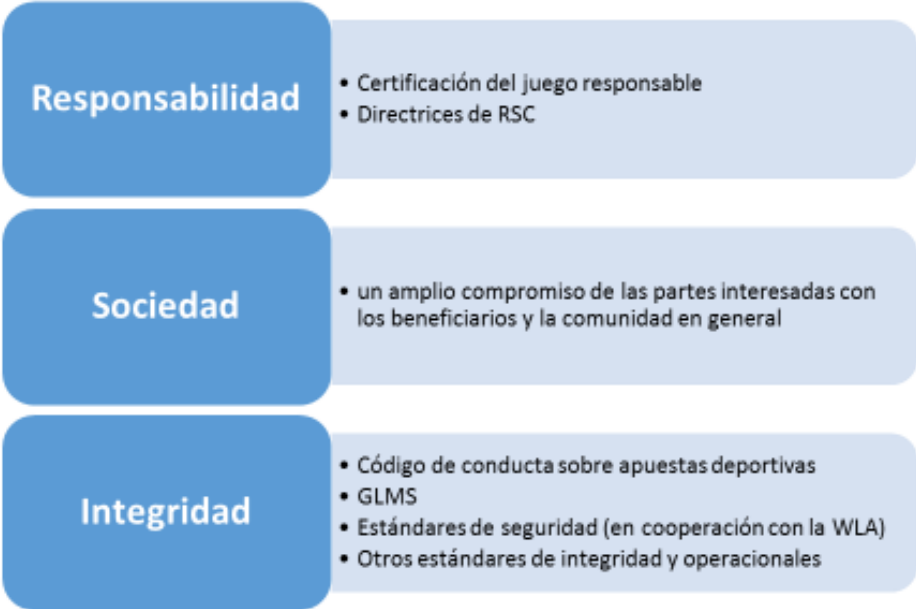 Responsabilidad
• Certificación del juego responsable
• Directrices de RSC
Sociedad
• un amplio compromiso de las partes interesadas con
los beneficiarios y la comunidad en general
Integridad
• Código de conducta sobre apuestas deportivas
• GLMS
• Estándares de seguridad (en cooperación con la WLA)
• Otros estándares de integridad y operacionales